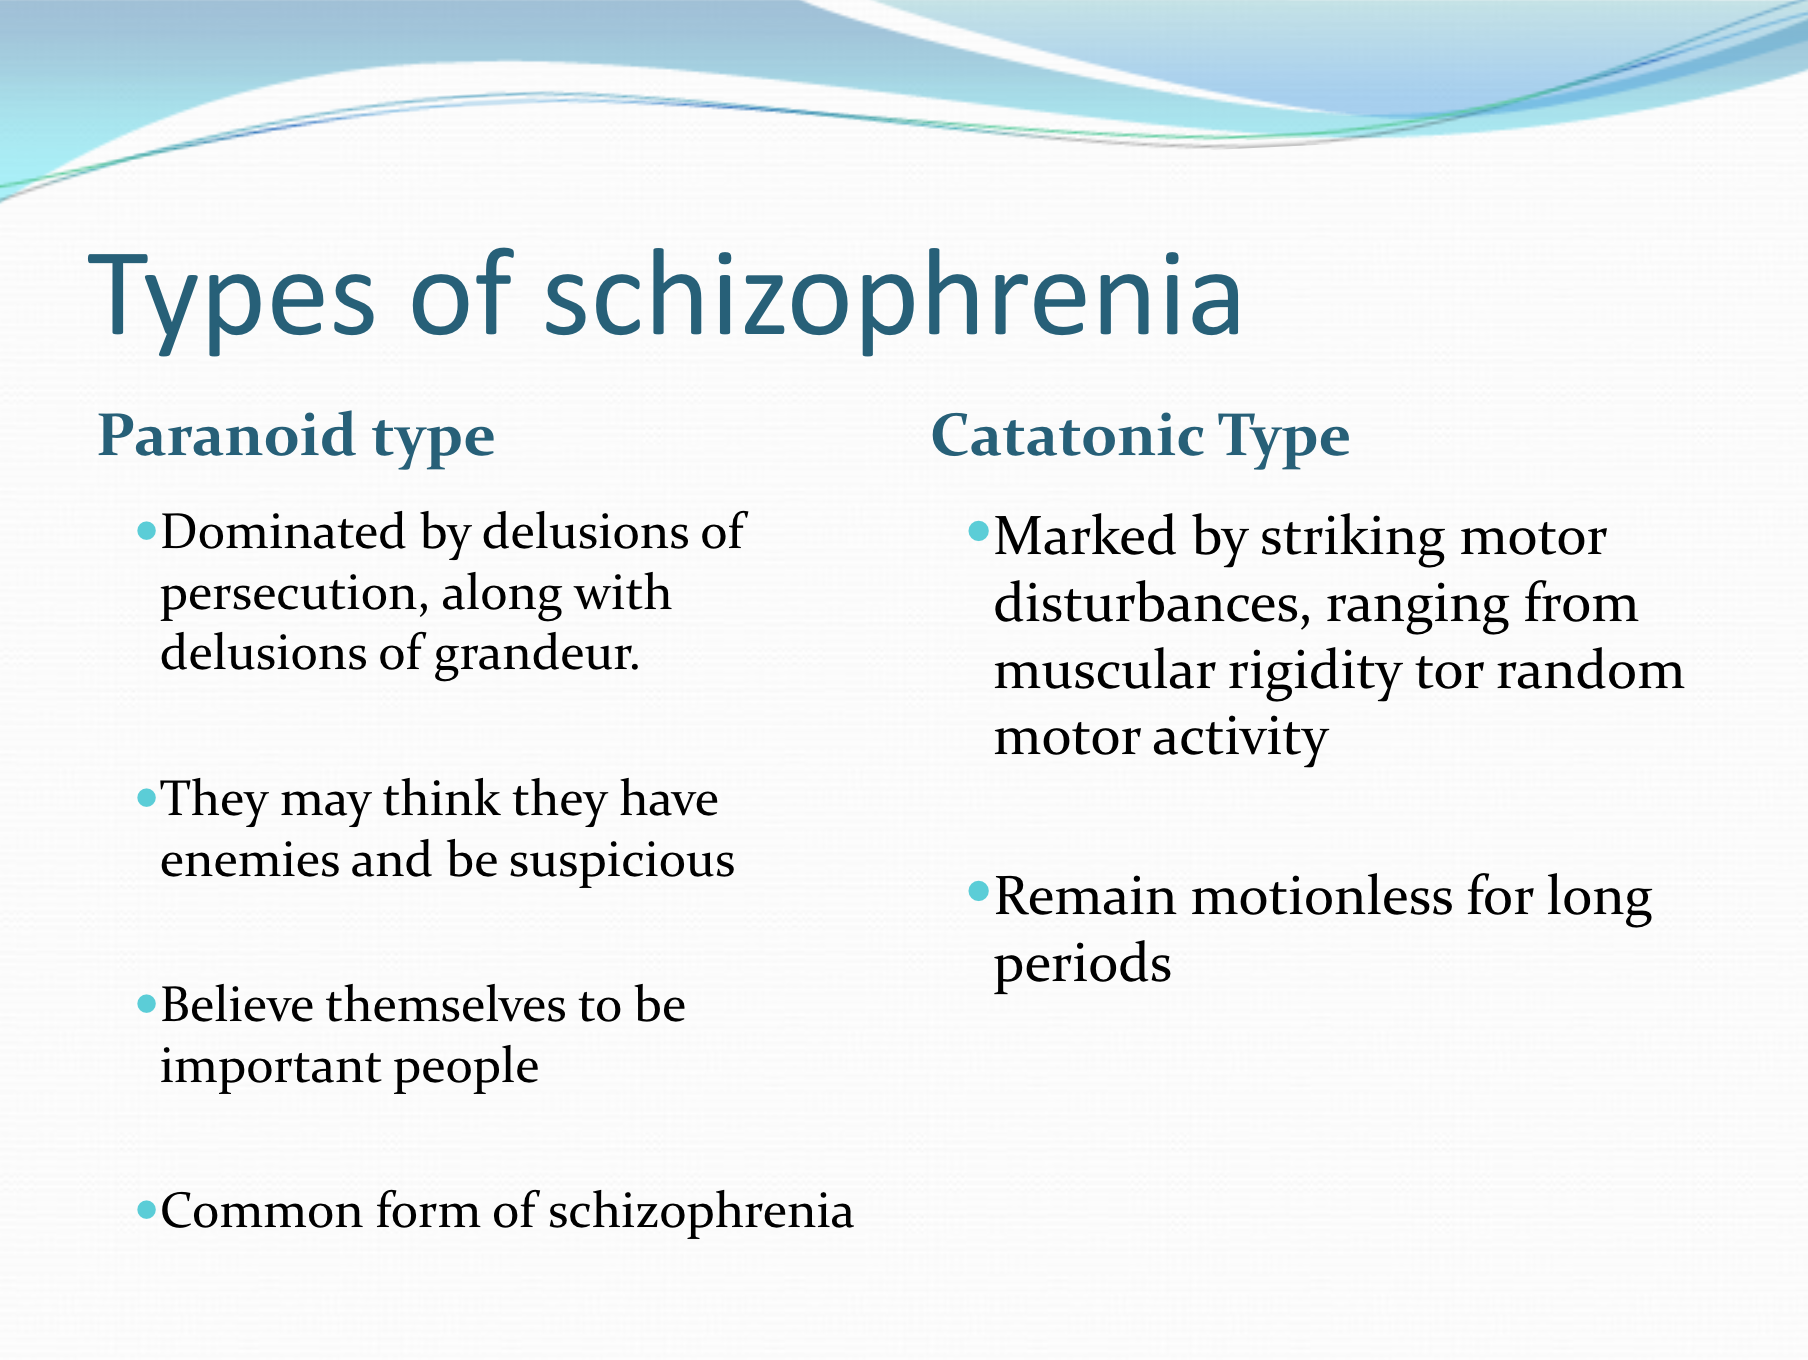 Types of schizophrenia
Paranoid type
•Dominated by delusions of
persecution, along with
delusions of grandeur.
•They may think they have
enemies and be suspicious
•Believe themselves to be
important people
•Common form of schizophrenia
Catatonic Type
•Marked by striking motor
disturbances, ranging from
muscular rigidity tor random
motor activity
•Remain motionless for long
periods